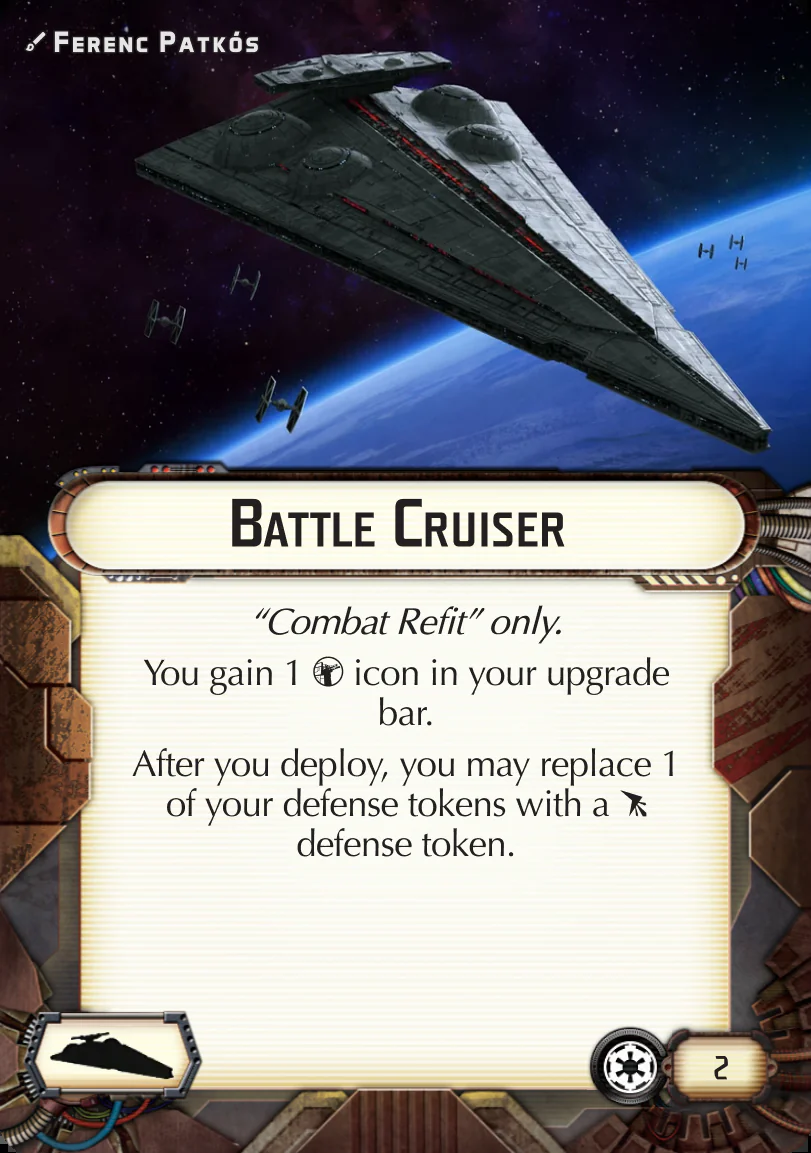 Ferenc Patkós
Battle Cruiser
“Combat Refit” only.
You gain 1 icon in your upgrade
bar.
After you deploy, you may replace 1
of your defense tokens with a
defense token.
2